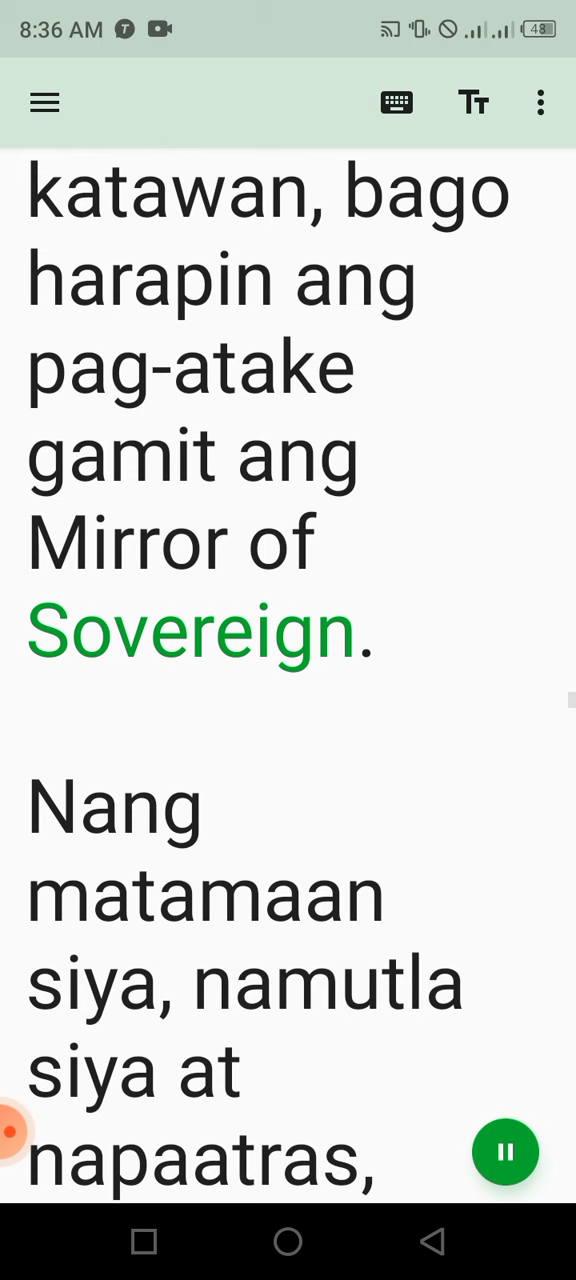 8:36 AM
48
katawan, bago
harapin ang
pag-atake
gamit ang
Mirror of
Sovereign.
Nang
matamaan
siya, namutla
siya at
napaatras,